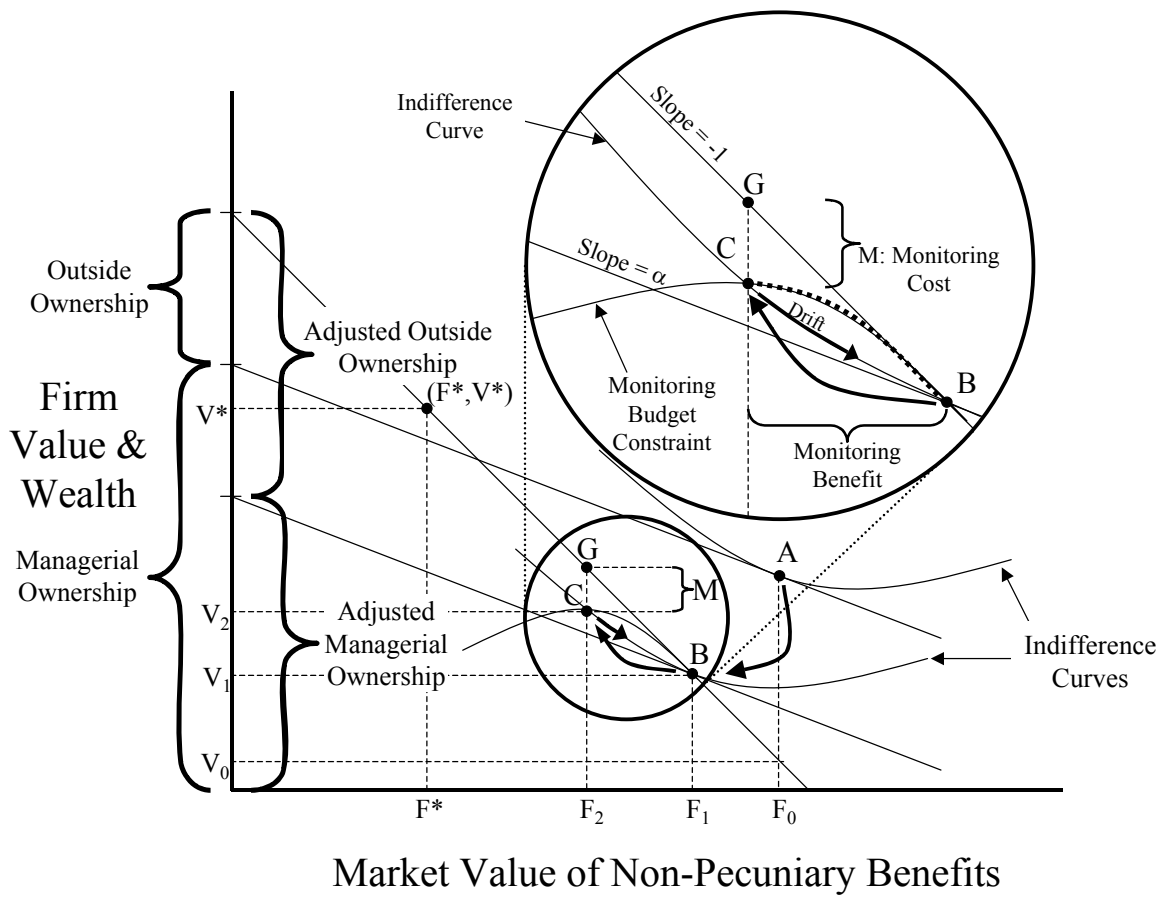 Indifference
Curve
Slope = -1
G
C
M: Monitoring
Cost
Slope = α
Drift
B
Monitoring
Budget
Constraint
Monitoring
Benefit
Outside
Ownership
Adjusted Outside
Ownership
(F*,V*)
Firm
Value &
Wealth
V*
Managerial
Ownership
Adjusted
Managerial
Ownership
G
C
M
A
B
Indifference
Curves
V2
V1
V0
F*
F2
F1
F0
Market Value of Non-Pecuniary Benefits